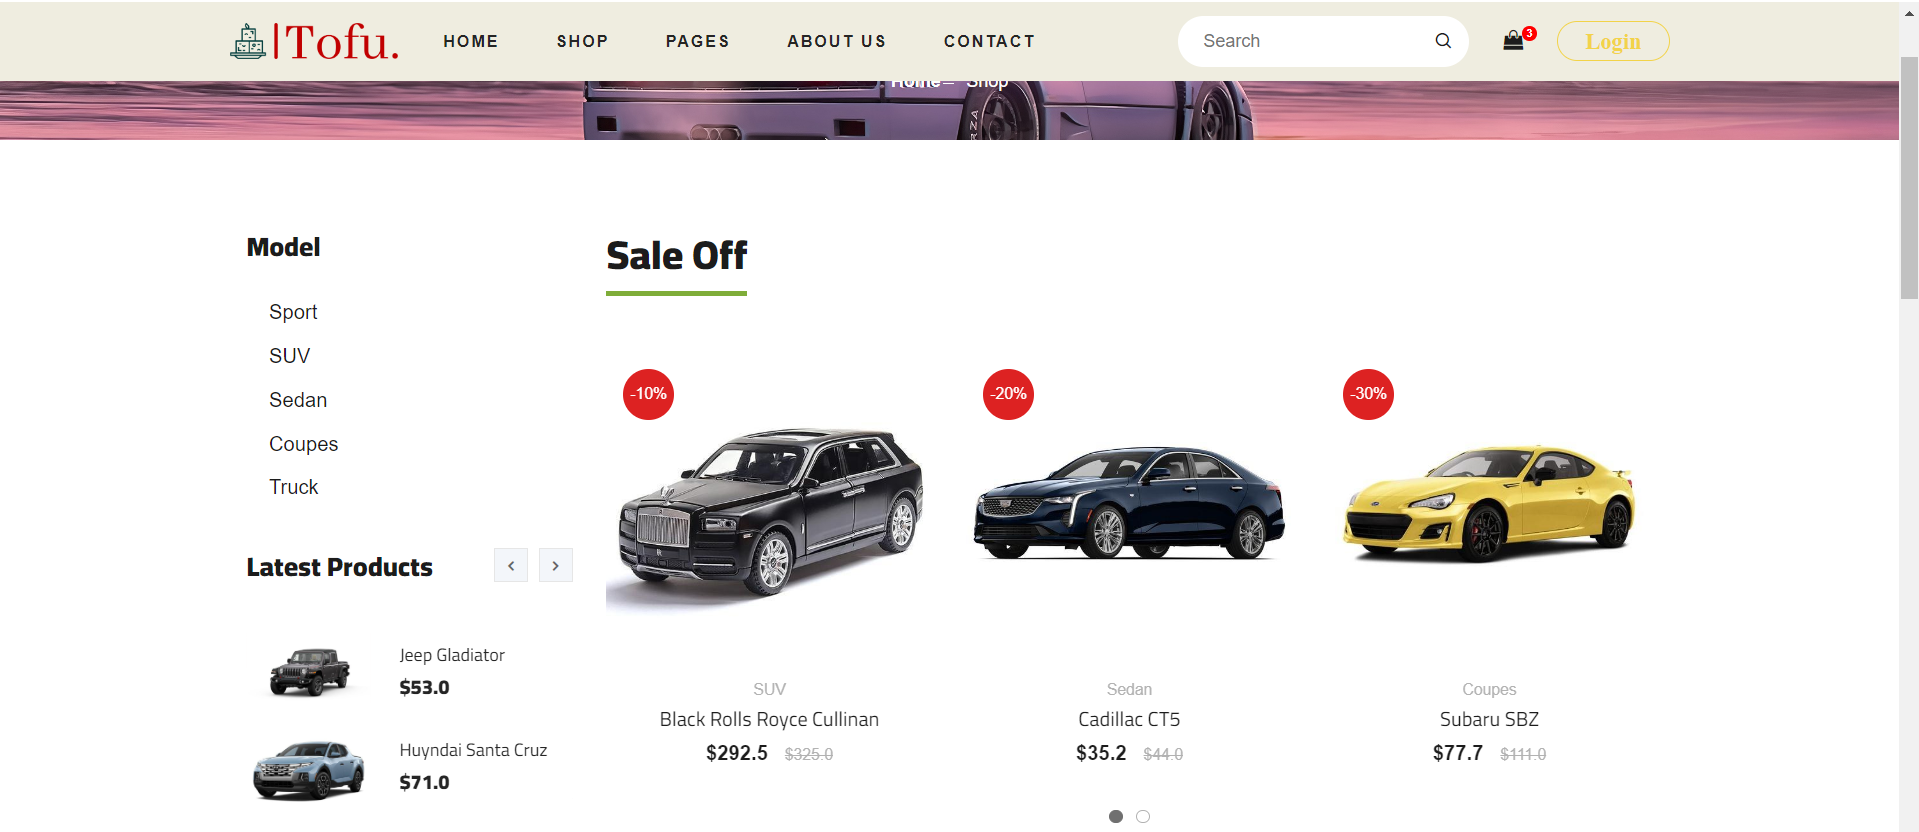 |Tofu.
HOME
SHOP
PAGES
ABOUT US
CONTACT
Search
3
Login
Home— Shop
Model
Sport
SUV
Sedan
Coupes
Truck
Latest Products
Jeep Gladiator
$53.0
Huyndai Santa Cruz
$71.0
Sale Off
-10%
SUV
Black Rolls Royce Cullinan
$292.5 $325.0
-20%
Sedan
Cadillac CT5
$35.2 $44.0
-30%
Coupes
Subaru SBZ
$77.7 $111.0